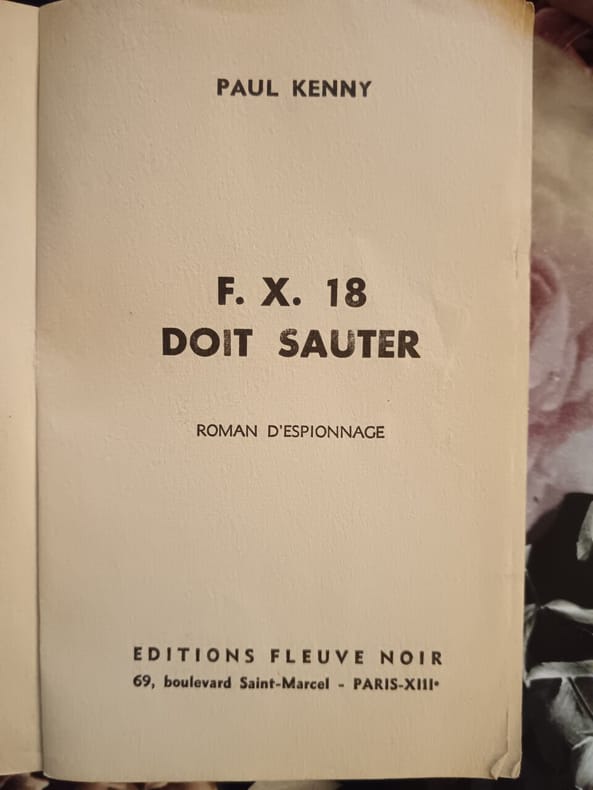 PAUL KENNY
F. X. 18
DOIT SAUTER
ROMAN D'ESPIONNAGE
EDITIONS FLEUVE NOIR
69, boulevard Saint-Marcel - PARIS-XIIIᵉ